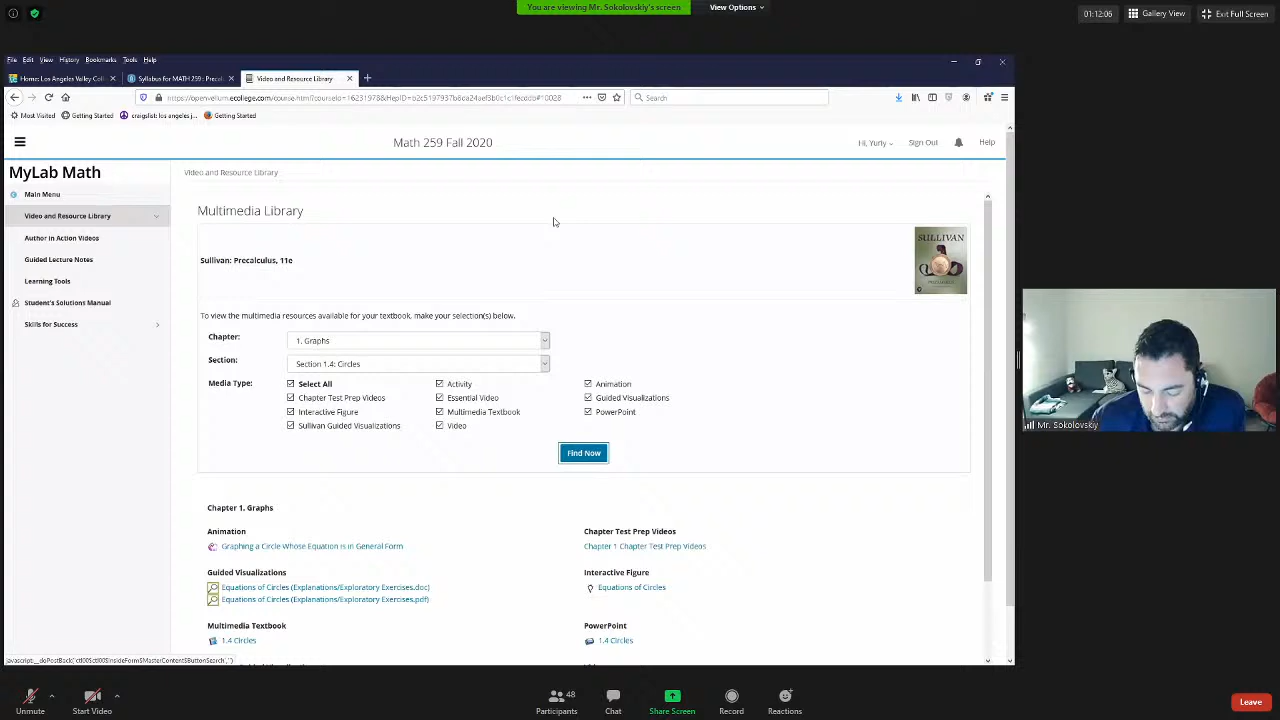 You are viewing Mr. Sokolovskiy's screen
View Options
01:12:06
Gallery View
Exit Full Screen
File Edit View History Bookmarks Tools Help
Home: Los Angeles Valley Coll
Syllabus for MATH 259 : Precal
Video and Resource Library
Search
Most Visited
Getting Started
craigslist: los angeles j...
Getting Started
Math 259 Fall 2020
Hi, Yuriy
Sign Out
Help
MyLab Math
Main Menu
Video and Resource Library
Author in Action Videos
Guided Lecture Notes
Learning Tools
Student's Solutions Manual
Skills for Success
Video and Resource Library
Multimedia Library
Sullivan: Precalculus, 11e
SULLIVAN
To view the multimedia resources available for your textbook, make your selection(s) below.
Chapter: 1. Graphs
Section: Section 1.4: Circles
Media Type: Select All Activity Animation
Chapter Test Prep Videos Essential Video Guided Visualizations
Interactive Figure Multimedia Textbook PowerPoint
Sullivan Guided Visualizations Video
Find Now
Chapter 1. Graphs
Animation
Graphing a Circle Whose Equation is in General Form
Chapter Test Prep Videos
Chapter 1 Chapter Test Prep Videos
Guided Visualizations
Equations of Circles (Explanations/Exploratory Exercises.doc)
Equations of Circles (Explanations/Exploratory Exercises.pdf)
Interactive Figure
Equations of Circles
Multimedia Textbook
1.4 Circles
PowerPoint
1.4 Circles
Mr. Sokolovskiy
Unmute
Start Video
48
Participants
Chat
Share Screen
Record
Reactions
Leave